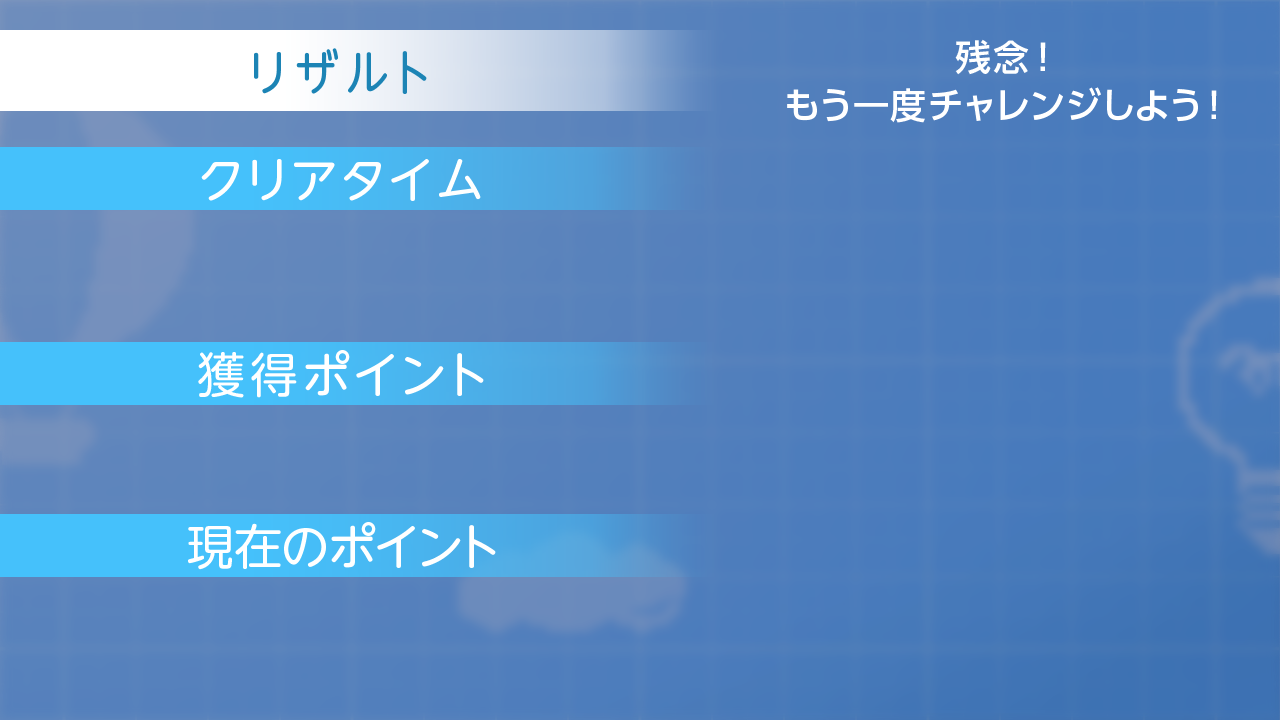 リザルト
残念！
もう一度チャレンジしよう！
クリアタイム
獲得ポイント
現在のポイント